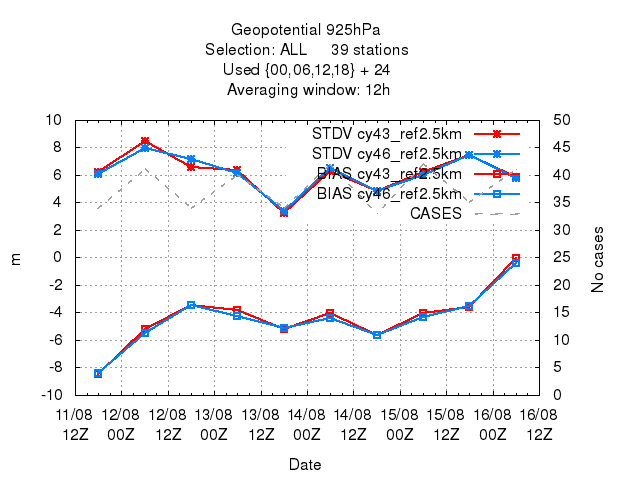 Geopotential 925hPa
Selection: ALL 39 stations
Used {00,06,12,18} + 24
Averaging window: 12h
10 50
STDV cy43_ref2.5km
8 45
STDV cy46_ref2.5km
6 40
BIAS cy43_ref2.5km
4 35
BIAS cy46_ref2.5km
CASES
2 30
0 25
m
No cases
-2 20
-4 15
-6 10
-8 5
-10 0
11/08 12/08 12/08 13/08 13/08 14/08 14/08 15/08 15/08 16/08 16/08
12Z 00Z 12Z 00Z 12Z 00Z 12Z 00Z 12Z 00Z 12Z
Date